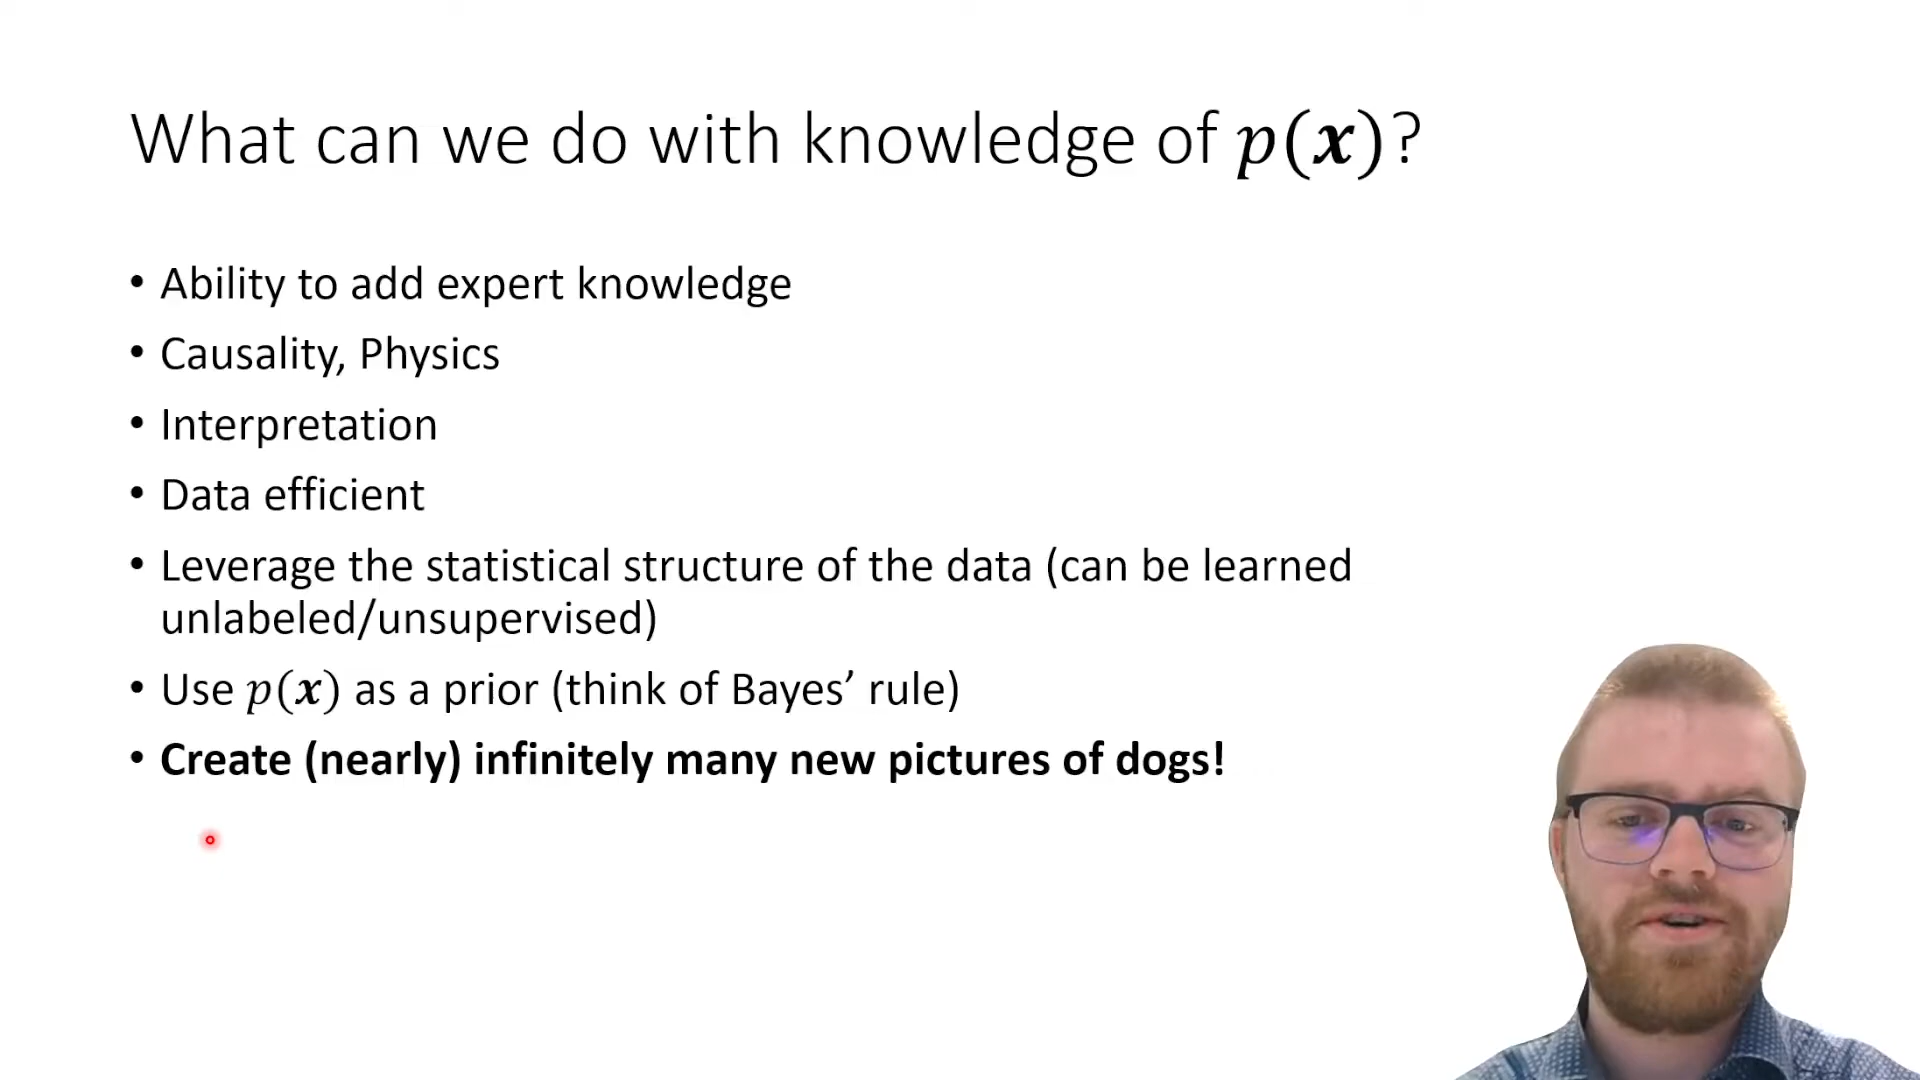 What can we do with knowledge of p(x)?
• Ability to add expert knowledge
• Causality, Physics
• Interpretation
• Data efficient
• Leverage the statistical structure of the data (can be learned
unlabeled/unsupervised)
• Use p(x) as a prior (think of Bayes’ rule)
• Create (nearly) infinitely many new pictures of dogs!